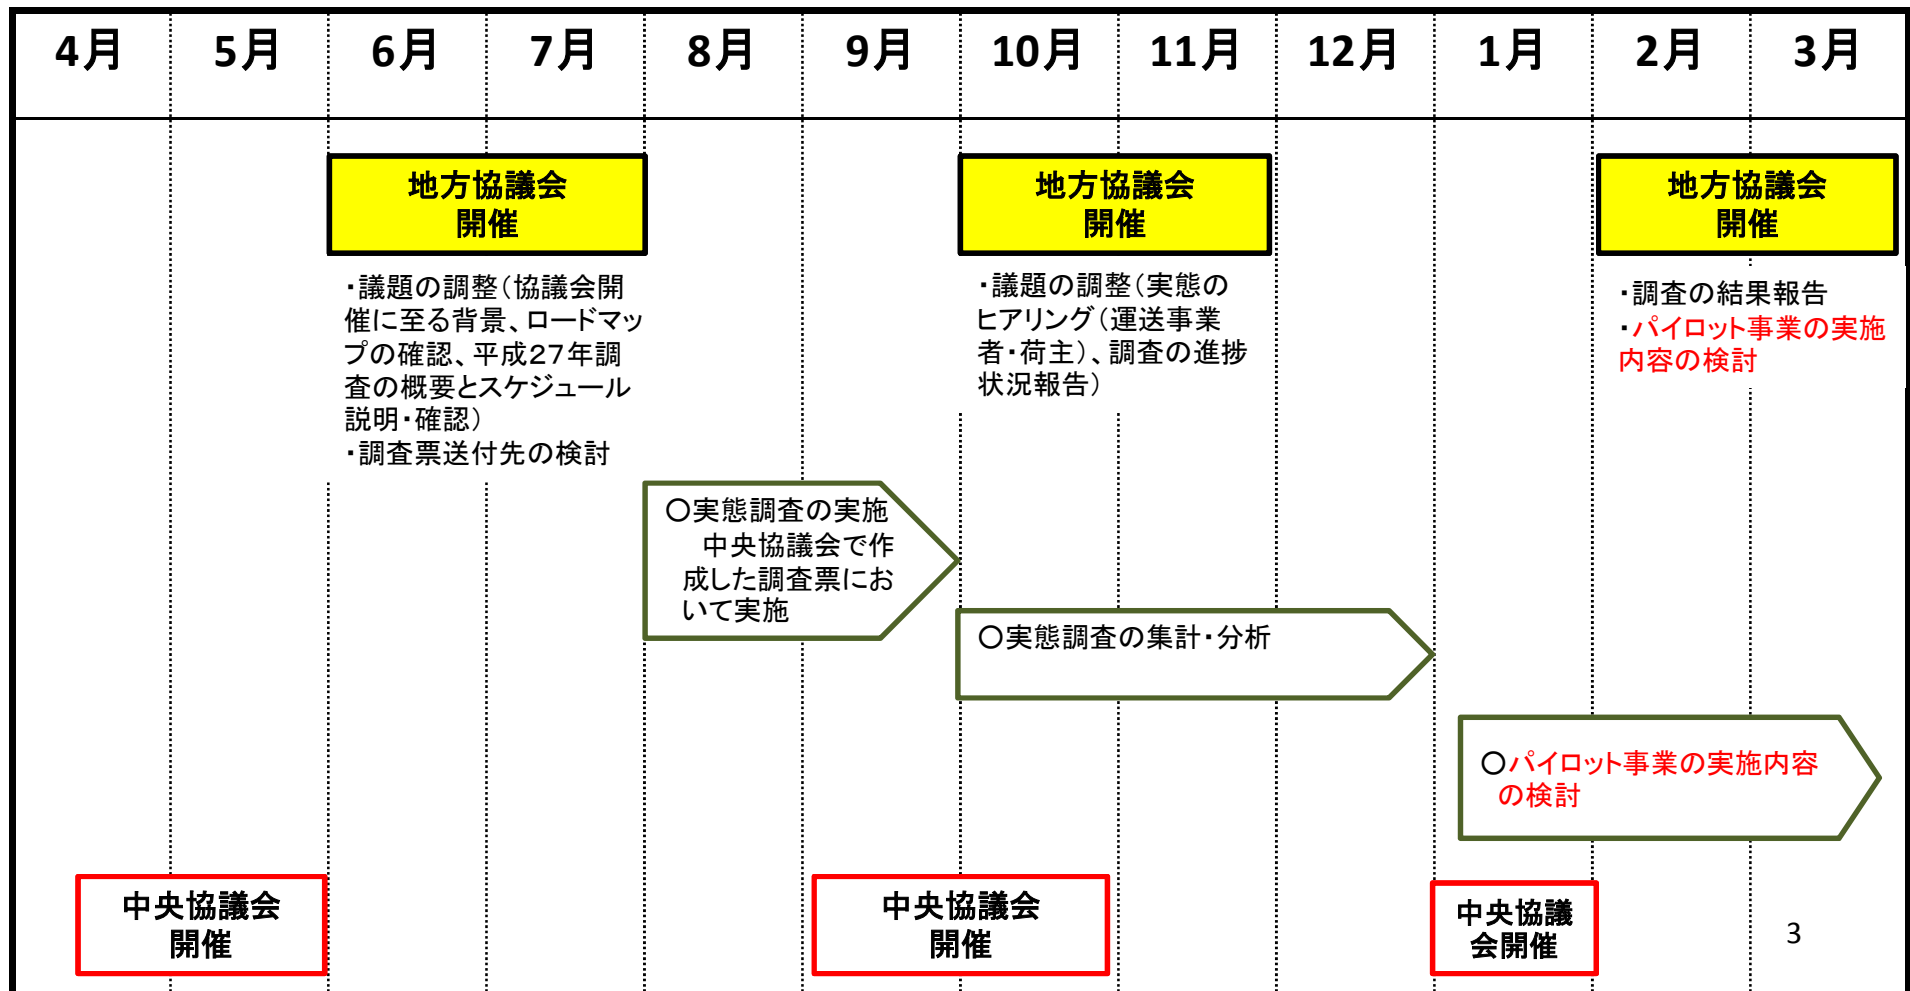 4月 5月 6月 7月 8月 9月 10月 11月 12月 1月 2月 3月
地方協議会
開催
・議題の調整(協議会開
催に至る背景、ロードマッ
プの確認、平成27年調
査の概要とスケジュール
説明・確認)
・調査票送付先の検討
地方協議会
開催
・議題の調整(実態の
ヒアリング(運送事業
者・荷主)、調査の進捗
状況報告)
地方協議会
開催
・調査の結果報告
・パイロット事業の実施
内容の検討
○実態調査の実施
中央協議会で作
成した調査票にお
いて実施
○実態調査の集計・分析
○パイロット事業の実施内容
の検討
中央協議会
開催
中央協議会
開催
中央協議
会開催
3